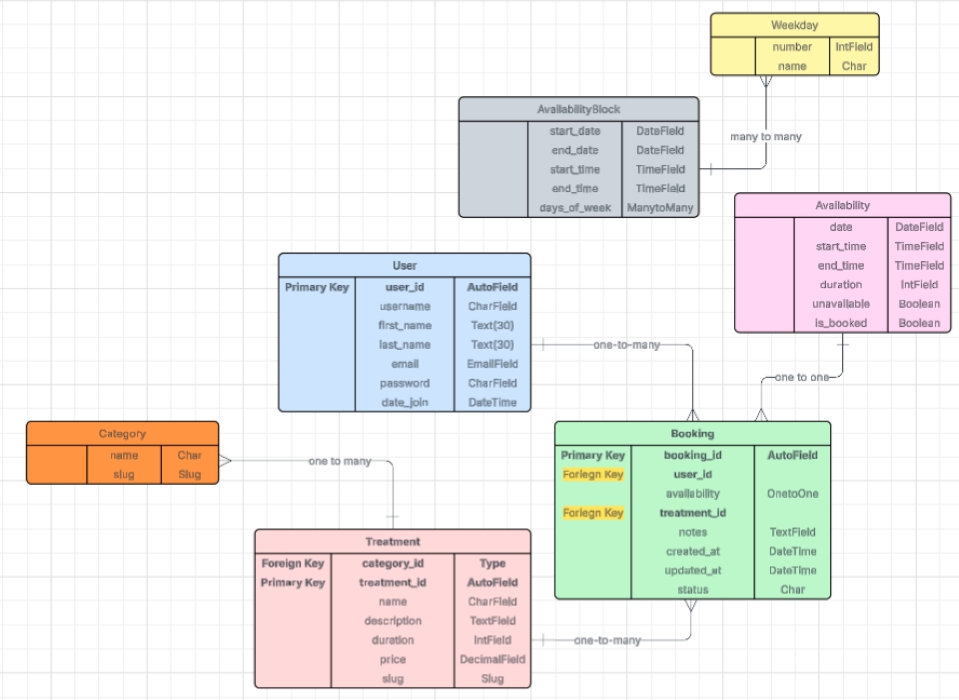 Weekday
number IntField
name Char
many to many
AvailabilityBlock
start_date DateField
end_date DateField
start_time TimeField
end_time TimeField
days_of_week ManytoMany
Availability
date DateField
start_time TimeField
end_time TimeField
duration IntField
unavailable Boolean
is_booked Boolean
one to one
User
Primary Key user_id AutoField
username CharField
first_name Text(30)
last_name Text(30)
email EmailField
password CharField
date_join DateTime
one-to-many
Category
name Char
slug Slug
one to many
Booking
Primary Key booking_id AutoField
Foriegn Key user_id
availability OnetoOne
Foriegn Key treatment_id
notes TextField
created_at DateTime
updated_at DateTime
status Char
Treatment
Foreign Key category_id Type
Primary Key treatment_id AutoField
name CharField
description TextField
duration IntField
price DecimalField
slug Slug
one-to-many